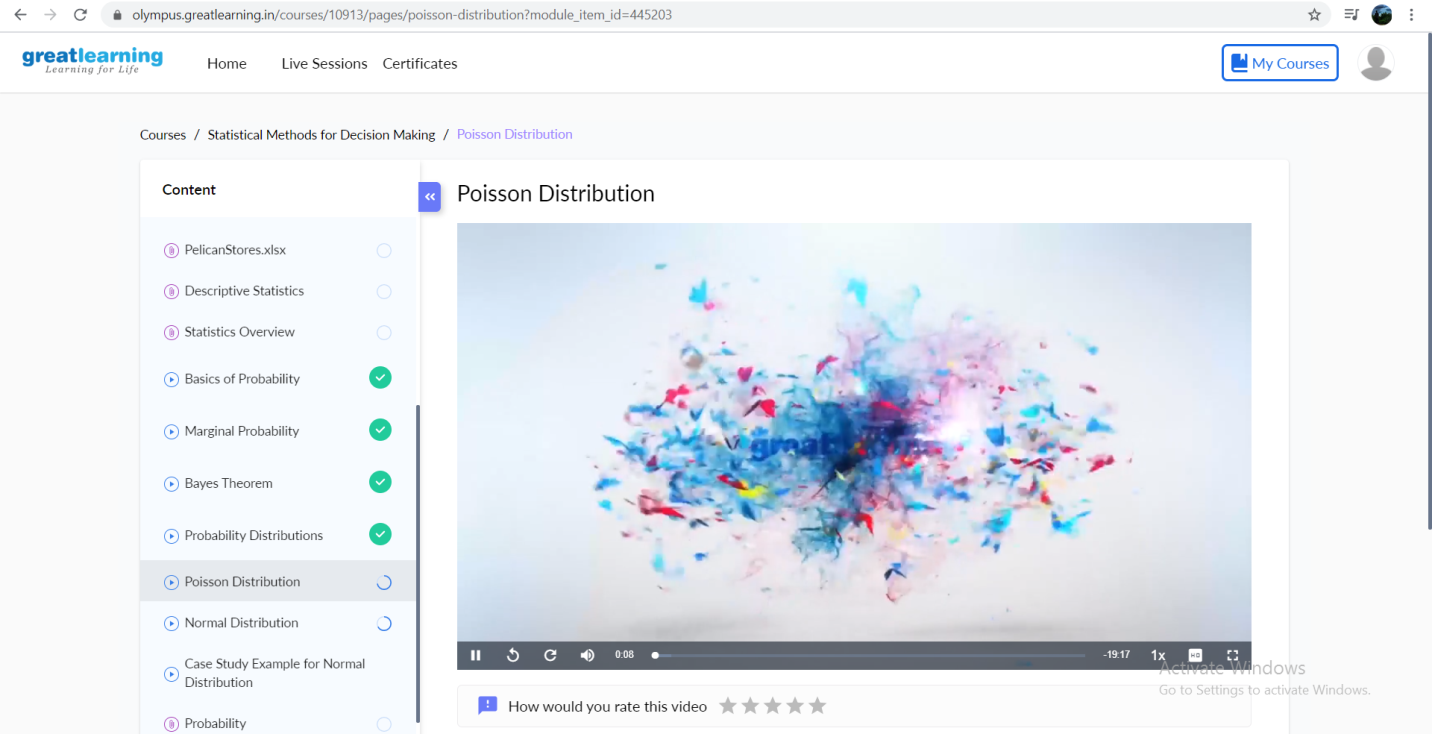 olympus.greatlearning.in/courses/10913/pages/poisson-distribution?module_item_id=445203
greatlearning
Learning for Life
Home Live Sessions Certificates
My Courses
Courses / Statistical Methods for Decision Making / Poisson Distribution
Content
«
Poisson Distribution
PelicanStores.xlsx
Descriptive Statistics
Statistics Overview
Basics of Probability
Marginal Probability
Bayes Theorem
Probability Distributions
Poisson Distribution
Normal Distribution
Case Study Example for Normal
Distribution
Probability
great
0:08 -19:17 1x HD
Activate Windows
Go to Settings to activate Windows.
How would you rate this video